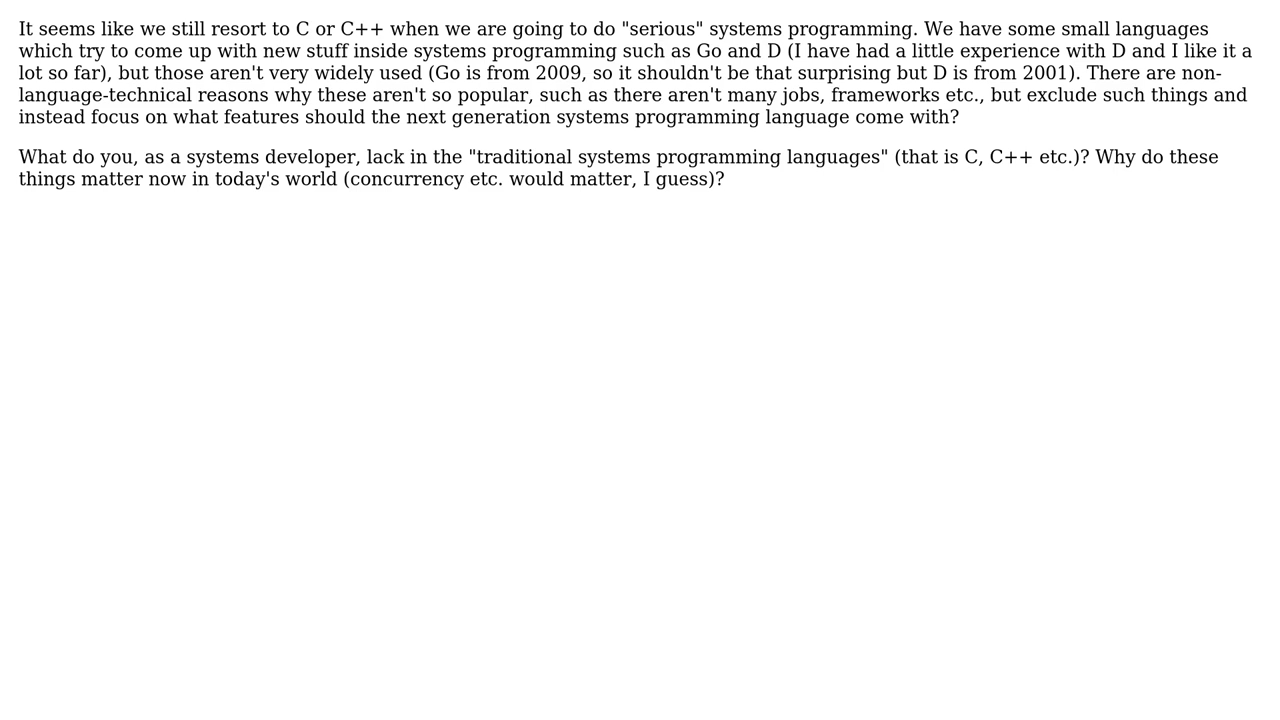 It seems like we still resort to C or C++ when we are going to do "serious" systems programming. We have some small languages
which try to come up with new stuff inside systems programming such as Go and D (I have had a little experience with D and I like it a
lot so far), but those aren't very widely used (Go is from 2009, so it shouldn't be that surprising but D is from 2001). There are non-
language-technical reasons why these aren't so popular, such as there aren't many jobs, frameworks etc., but exclude such things and
instead focus on what features should the next generation systems programming language come with?
What do you, as a systems developer, lack in the "traditional systems programming languages" (that is C, C++ etc.)? Why do these
things matter now in today's world (concurrency etc. would matter, I guess)?